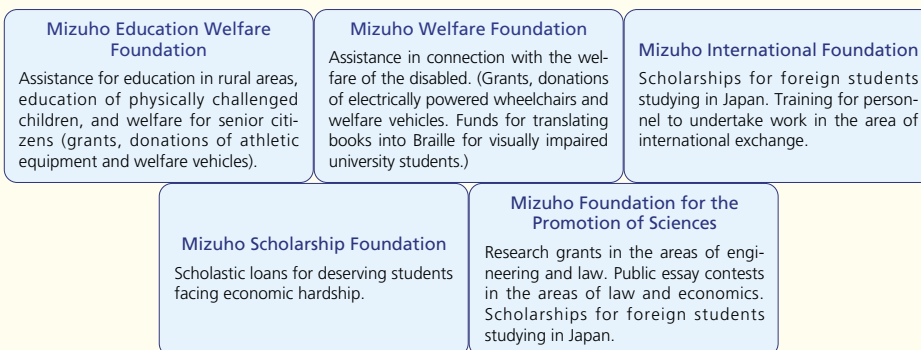 Mizuho Education Welfare
Foundation
Assistance for education in rural areas,
education of physically challenged
children, and welfare for senior citi-
zens (grants, donations of athletic
equipment and welfare vehicles).
Mizuho Welfare Foundation
Assistance in connection with the wel-
fare of the disabled. (Grants, donations
of electrically powered wheelchairs and
welfare vehicles. Funds for translating
books into Braille for visually impaired
university students.)
Mizuho International Foundation
Scholarships for foreign students
studying in Japan. Training for person-
nel to undertake work in the area of
international exchange.
Mizuho Scholarship Foundation
Scholastic loans for deserving students
facing economic hardship.
Mizuho Foundation for the
Promotion of Sciences
Research grants in the areas of engi-
neering and law. Public essay contests
in the areas of law and economics.
Scholarships for foreign students
studying in Japan.